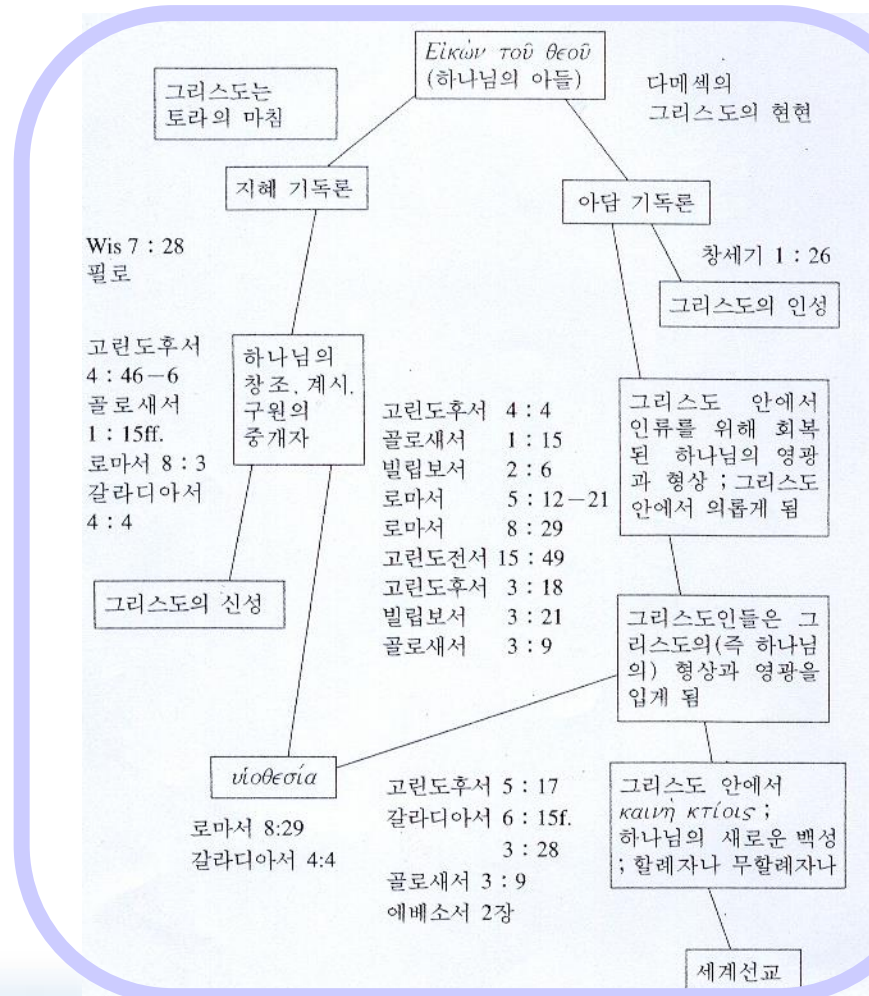 Εἰκὼν τοῦ θεοῦ
(하나님의 아들)
그리스도는
토라의 마침
다메섹의
그리스도의 현현
지혜 기독론
아담 기독론
Wis 7 : 28
필로
창세기 1 : 26
그리스도의 인성
고린도후서
4 : 46-6
골로새서
1 : 15ff.
로마서 8 : 3
갈라디아서
4 : 4
하나님의
창조. 계시.
구원의
중개자
고린도후서 4 : 4
골로새서 1 : 15
빌립보서 2 : 6
로마서 5 : 12-21
로마서 8 : 29
고린도전서 15 : 49
고린도후서 3 : 18
빌립보서 3 : 21
골로새서 3 : 9
그리스도 안에서
인류를 위해 회복
된 하나님의 영광
과 형상 ; 그리스도
안에서 의롭게 됨
그리스도의 신성
그리스도인들은 그
리스도의(즉 하나님
의) 형상과 영광을
입게 됨
υἱοθεσία
로마서 8:29
갈라디아서 4:4
고린도후서 5 : 17
갈라디아서 6 : 15f.
3 : 28
골로새서 3 : 9
에베소서 2장
그리스도 안에서
καινὴ κτίοις ;
하나님의 새로운 백성
; 할례자나 무할례자나
세계선교